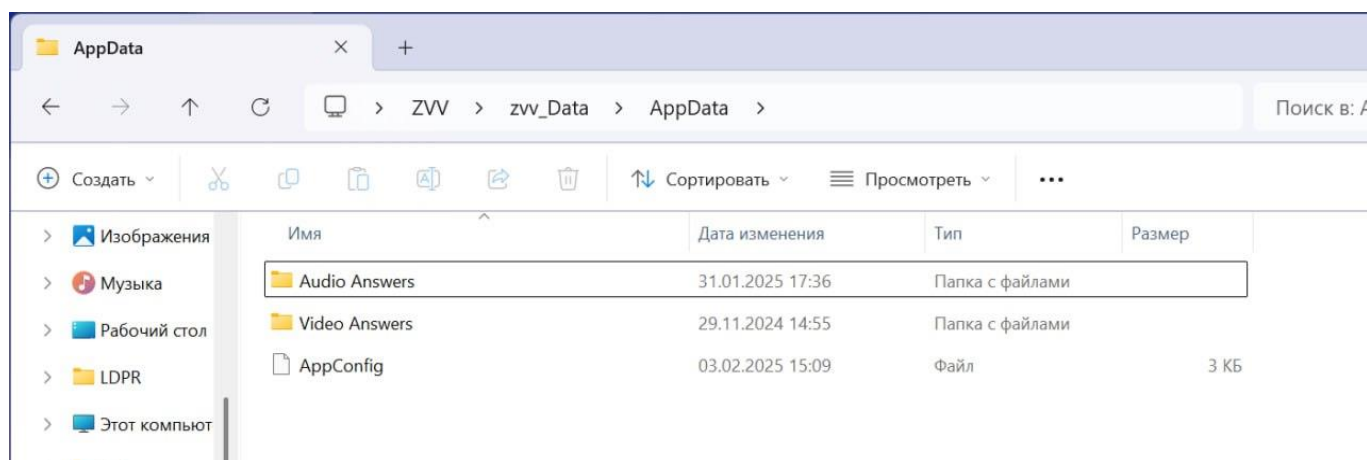 AppData
ZVV > zvv_Data > AppData >
Поиск в: A
Создать
Сортировать
Просмотреть
Изображения
Музыка
Рабочий стол
LDPR
Этот компьют
Имя Дата изменения Тип Размер
Audio Answers 31.01.2025 17:36 Папка с файлами
Video Answers 29.11.2024 14:55 Папка с файлами
AppConfig 03.02.2025 15:09 Файл 3 КБ